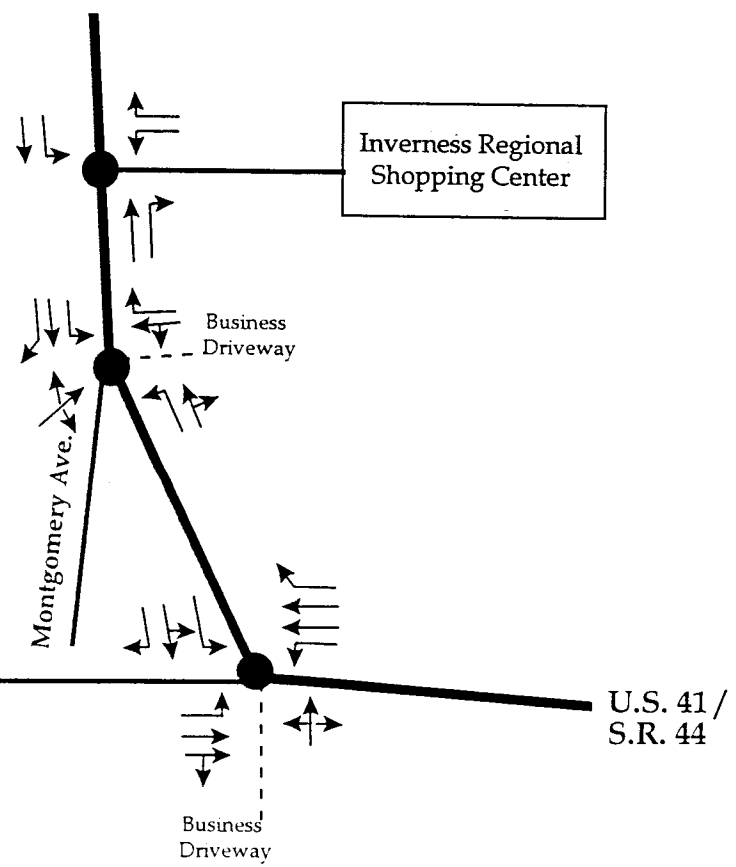 Inverness Regional
Shopping Center
Business
Driveway
Montgomery Ave.
U.S. 41/
S.R. 44
Business
Driveway